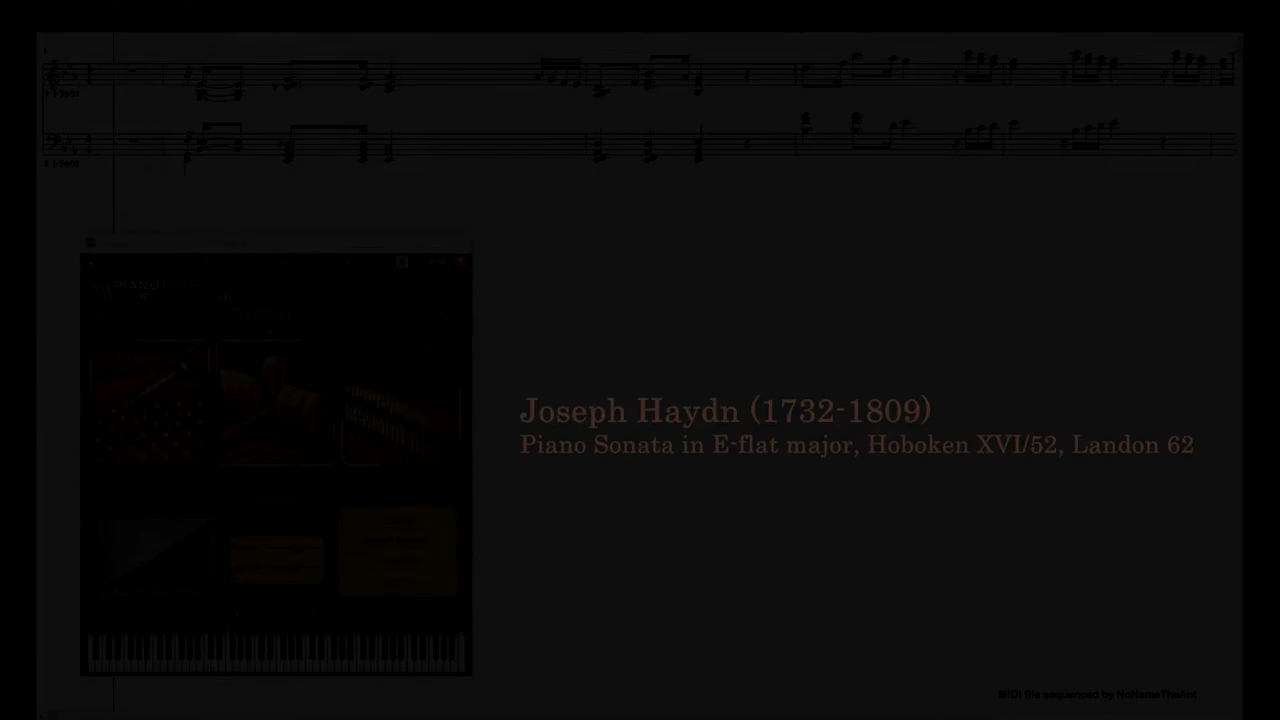 PIANO
Joseph Haydn (1732-1809)
Piano Sonata in E-flat major, Hoboken XVI/52, Landon 62
MIDI file sequenced by NoNameTheAnt